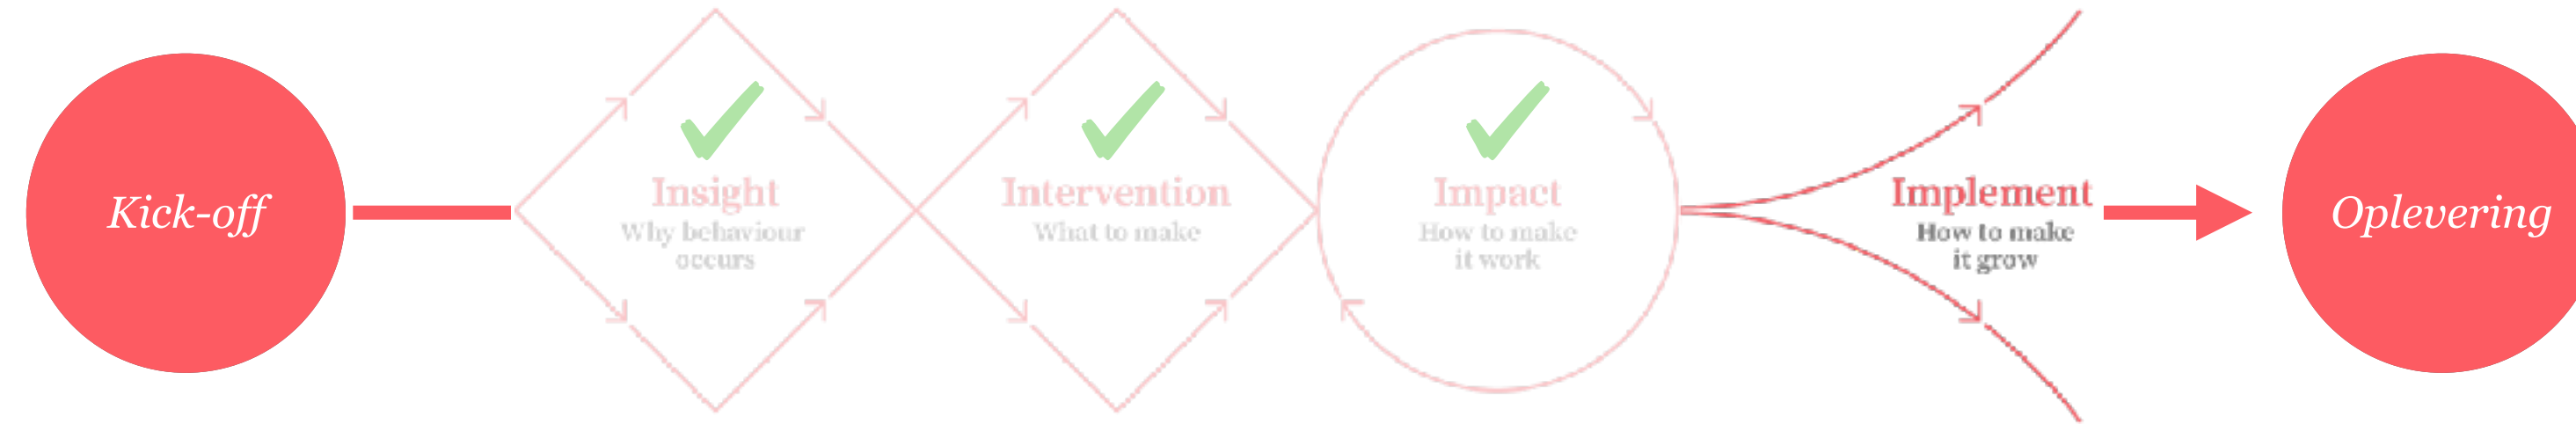 Kick-off
Insight
Why behaviour
occurs
Intervention
What to make
Impact
How to make
it work
Implement
How to make
it grow
Oplevering